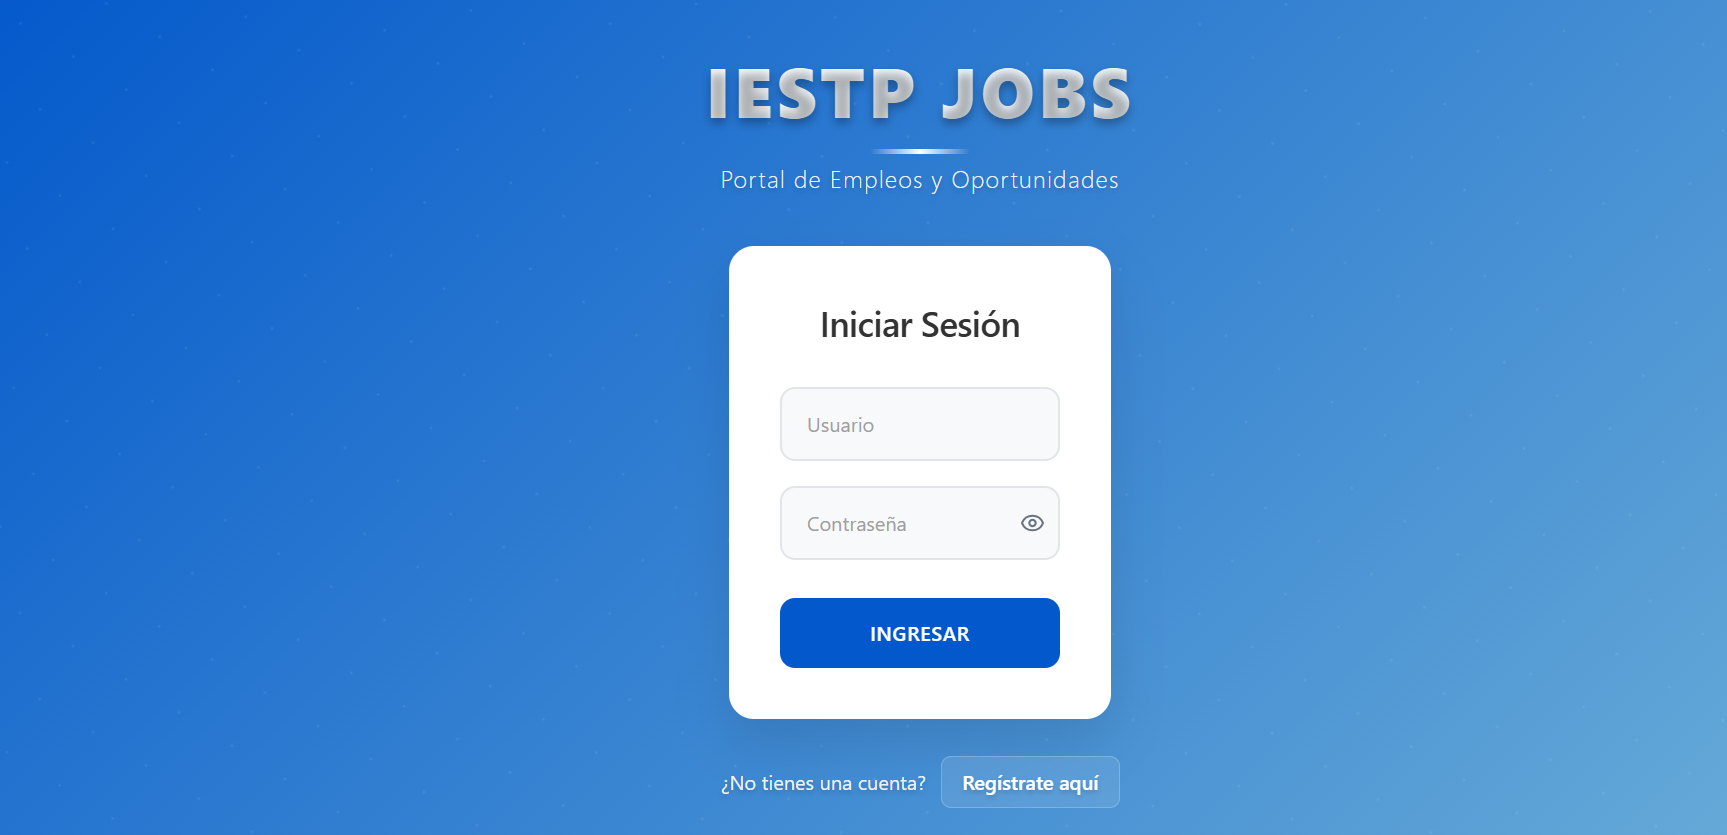 IESTP JOBS
Portal de Empleos y Oportunidades
Iniciar Sesión
Usuario
Contraseña
INGRESAR
¿No tienes una cuenta? Regístrate aquí